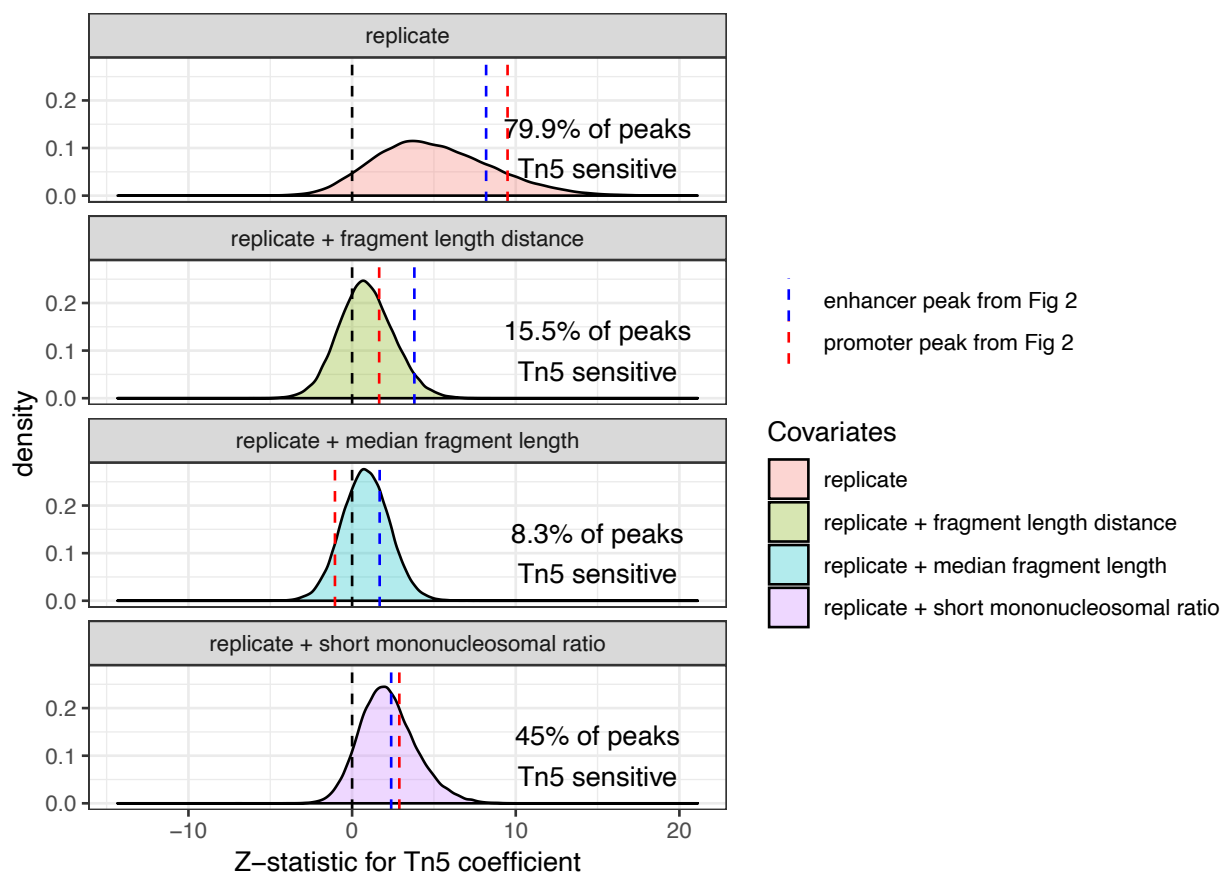 replicate
0.2
0.1
0.0
79.9% of peaks
Tn5 sensitive
replicate + fragment length distance
0.2
0.1
0.0
15.5% of peaks
Tn5 sensitive
replicate + median fragment length
0.2
0.1
0.0
8.3% of peaks
Tn5 sensitive
replicate + short mononucleosomal ratio
0.2
0.1
0.0
45% of peaks
Tn5 sensitive
density
−10
0
10
20
Z−statistic for Tn5 coefficient
enhancer peak from Fig 2
promoter peak from Fig 2
Covariates
replicate
replicate + fragment length distance
replicate + median fragment length
replicate + short mononucleosomal ratio